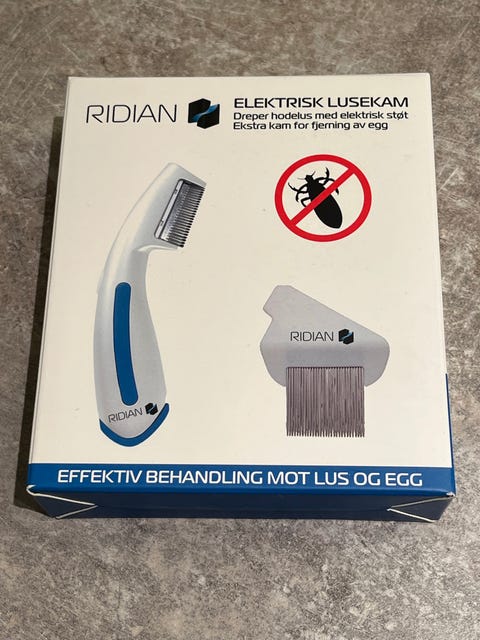 RIDIAN
ELEKTRISK LUSEKAM
Dreper hodelus med elektrisk støt
Ekstra kam for fjerning av egg
RIDIAN
RIDIAN
EFFEKTIV BEHANDLING MOT LUS OG EGG